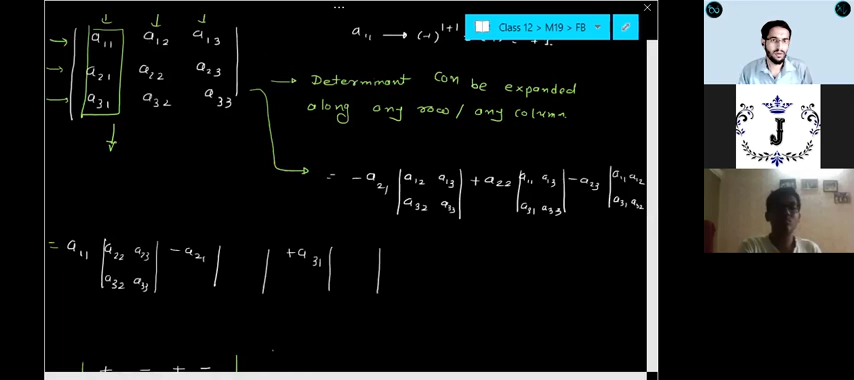 a11 a12 a13
a21 a22 a23
a31 a32 a33
a11 → (-1)^1+1
Class 12 > M19 > FB
→ Determinant can be expanded
along any row / any column
= -a21 |a12 a13| + a22 |a11 a13| - a23 |a11 a12|
|a32 a33| |a31 a33| |a31 a32|
= a11 |a22 a23| - a21 | | + a31 | |
|a32 a33|
+ - + -
J